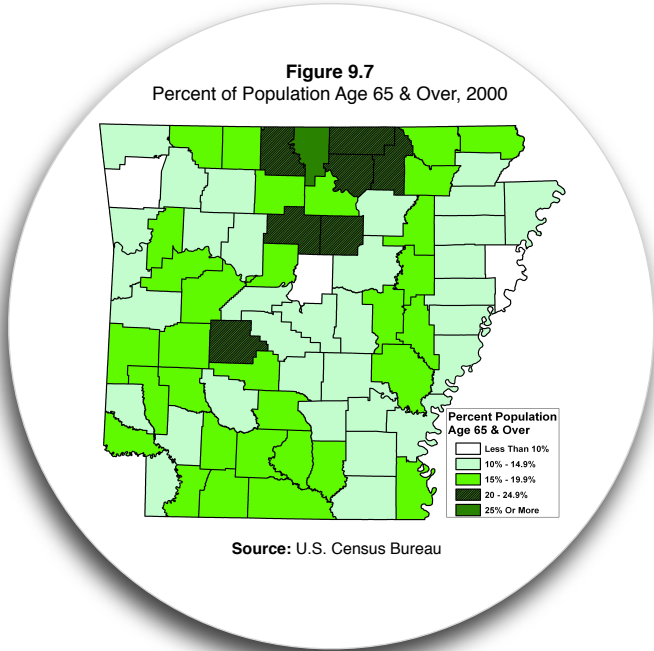 Figure 9.7
Percent of Population Age 65 & Over, 2000
Percent Population
Age 65 & Over
Less Than 10%
10% - 14.9%
15% - 19.9%
20 - 24.9%
25% Or More
Source: U.S. Census Bureau